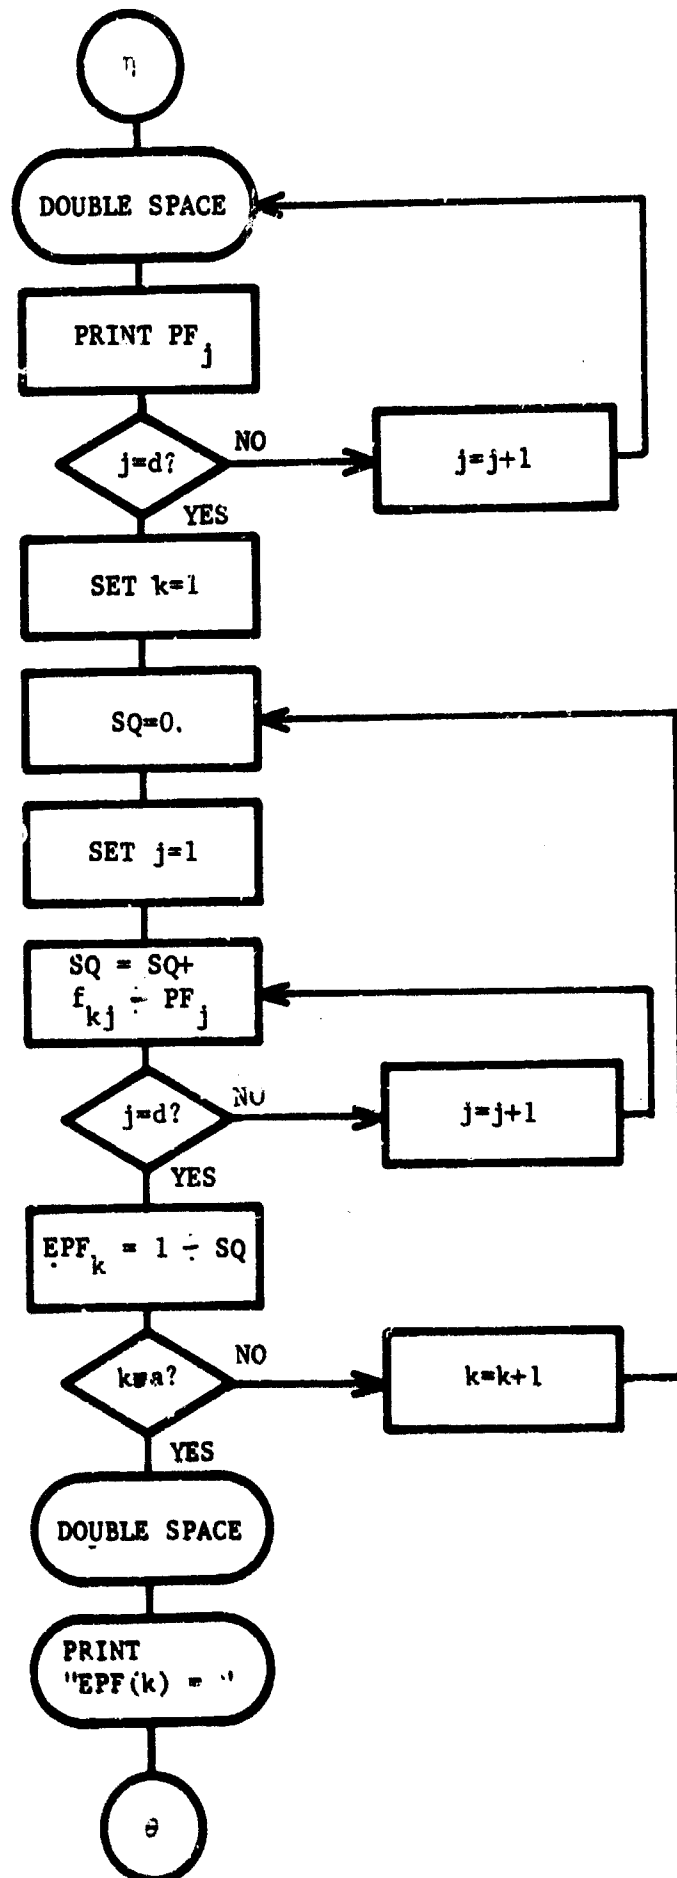 η
DOUBLE SPACE
PRINT PF j
j=d?
NO
j=j+1
YES
SET k=1
SQ=0.
SET j=1
SQ = SQ+
f kj ÷ PF j
j=d?
NO
j=j+1
YES
EPF k = 1 ÷ SQ
k=a?
NO
k=k+1
YES
DOUBLE SPACE
PRINT
"EPF(k) = "
θ